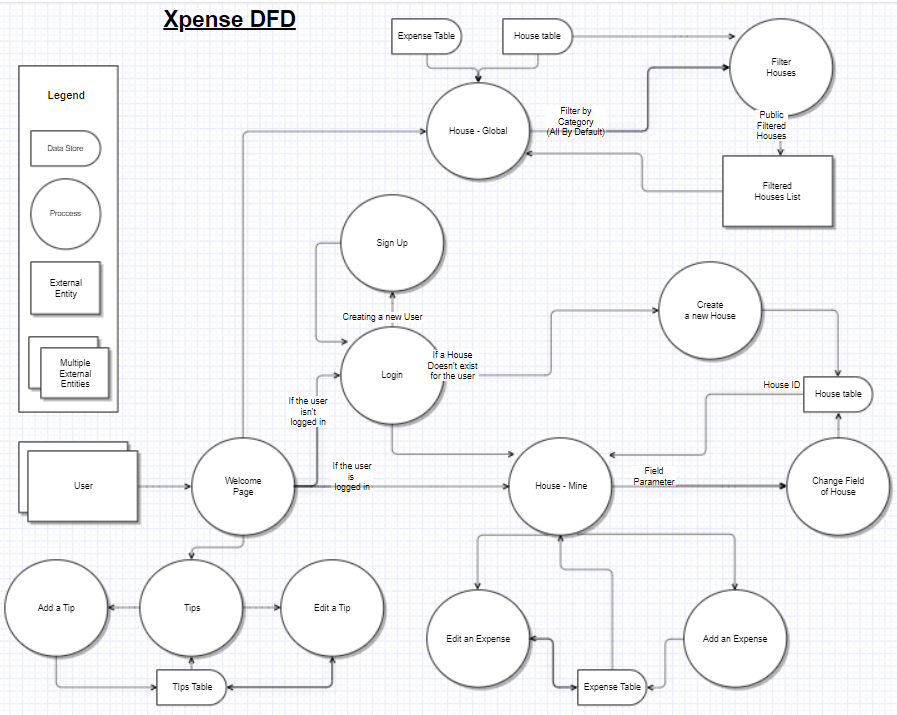 Xpense DFD
Expense Table
House table
Filter
Houses
Legend
Data Store
Proccess
External
Entity
Multiple
External
Entities
House - Global
Filter by
Category
(All By Default)
Public
Filtered
Houses
Filtered
Houses List
Sign Up
Creating a new User
Login
If a House
Doesn't exist
for the user
Create
a new House
House ID
House table
If the user
isn't
logged in
User
Welcome
Page
If the user
is
logged in
House - Mine
Field
Parameter
Change Field
of House
Add a Tip
Tips
Edit a Tip
Tips Table
Edit an Expense
Add an Expense
Expense Table